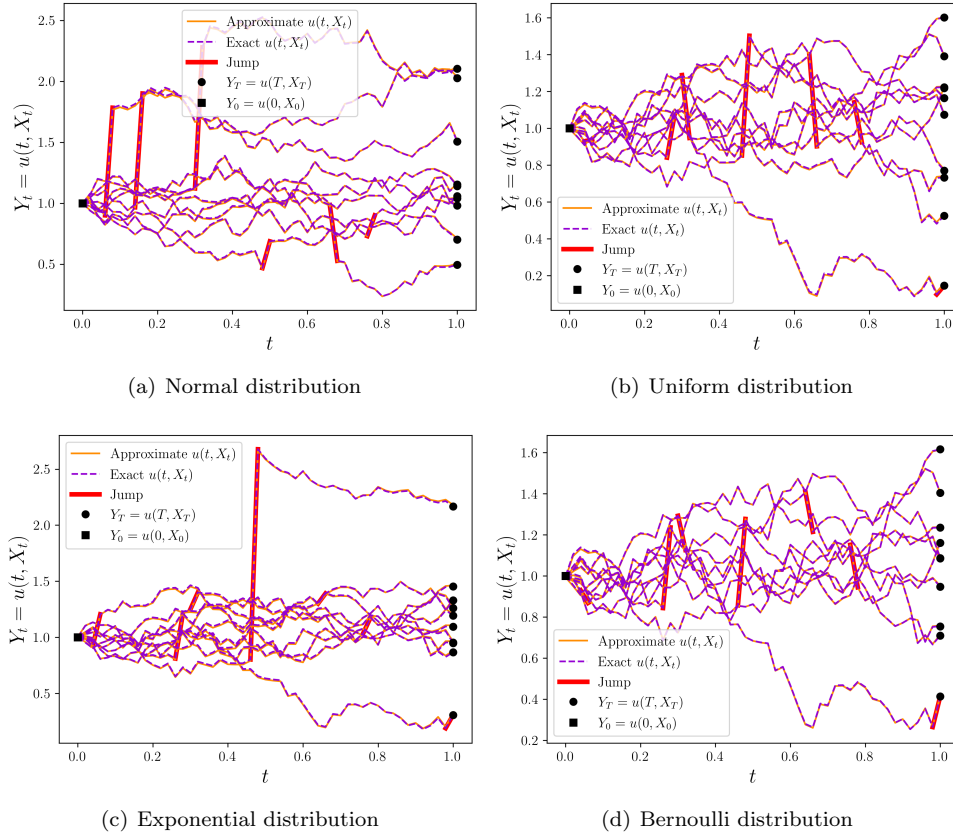 Approximate u(t, X_t)
Exact u(t, X_t)
Jump
Y_T = u(T, X_T)
Y_0 = u(0, X_0)
2.5
2.0
1.5
1.0
0.5
Y_t = u(t, X_t)
0.0 0.2 0.4 0.6 0.8 1.0
t
(a) Normal distribution
1.6
1.4
1.2
1.0
0.8
0.6
0.4
0.2
Y_t = u(t, X_t)
Approximate u(t, X_t)
Exact u(t, X_t)
Jump
Y_T = u(T, X_T)
Y_0 = u(0, X_0)
0.0 0.2 0.4 0.6 0.8 1.0
t
(b) Uniform distribution
Approximate u(t, X_t)
Exact u(t, X_t)
Jump
Y_T = u(T, X_T)
Y_0 = u(0, X_0)
2.5
2.0
1.5
1.0
0.5
Y_t = u(t, X_t)
0.0 0.2 0.4 0.6 0.8 1.0
t
(c) Exponential distribution
1.6
1.4
1.2
1.0
0.8
0.6
0.4
0.2
Y_t = u(t, X_t)
Approximate u(t, X_t)
Exact u(t, X_t)
Jump
Y_T = u(T, X_T)
Y_0 = u(0, X_0)
0.0 0.2 0.4 0.6 0.8 1.0
t
(d) Bernoulli distribution